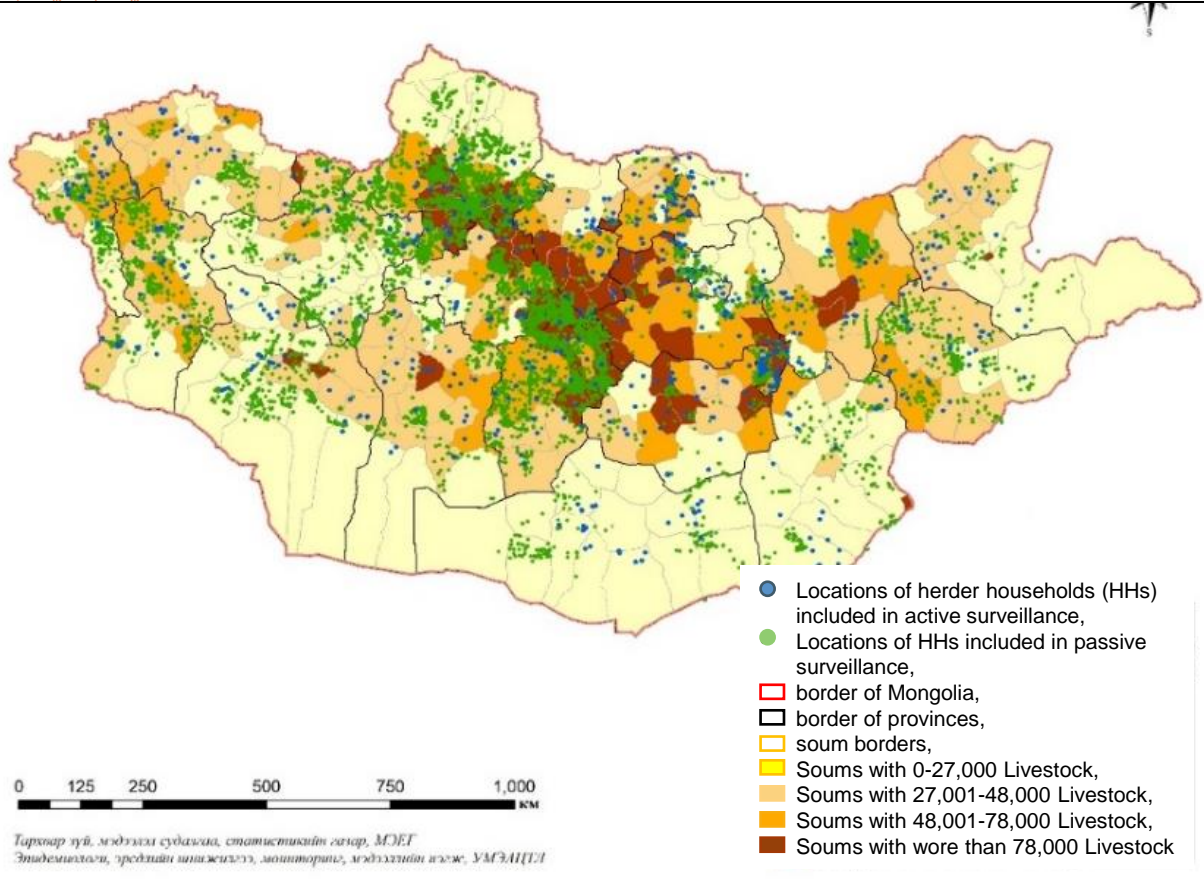 S
Locations of herder households (HHs)
included in active surveillance,
Locations of HHs included in passive
surveillance,
border of Mongolia,
border of provinces,
soum borders,
Soums with 0-27,000 Livestock,
Soums with 27,001-48,000 Livestock,
Soums with 48,001-78,000 Livestock,
Soums with wore than 78,000 Livestock
0 125 250 500 750 1,000
КМ
Тархвар зүй, мэдээлэл судалгаа, статистикийн газар, МЭЕГ
Эпидемиологи, эрсдлийн шинжилгээ, мониторинг, мэдээллийн нэгж, УМЭАЦТЛ